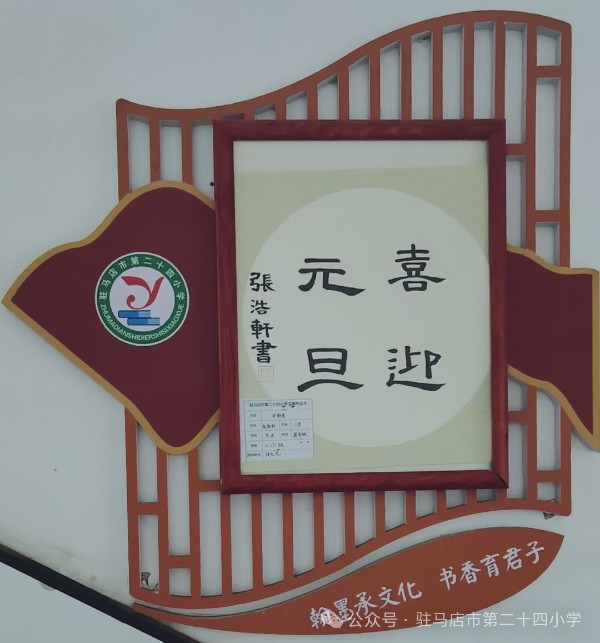 驻马店市第二十四小学
ZHUMADIANSHIDIERSHISIXIAOXUE
喜迎
元旦
張浩軒書
翰墨承文化 书香育君子
公众号·驻马店市第二十四小学